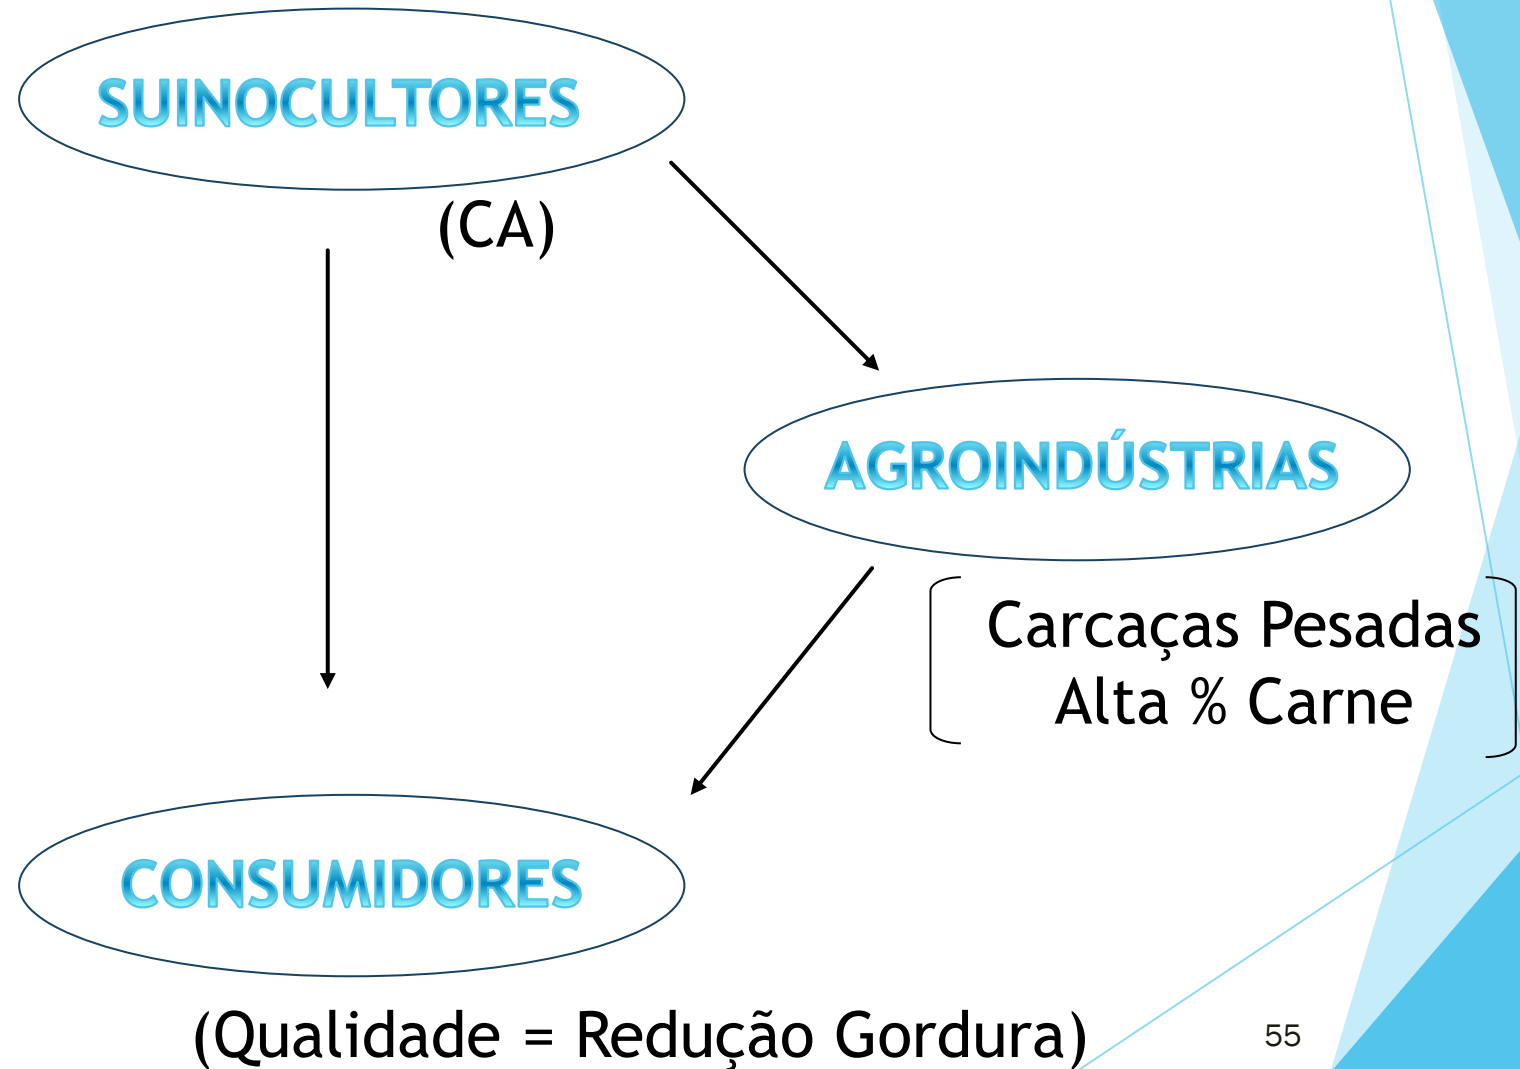 SUINOCULTORES
(CA)
AGROINDÚSTRIAS
Carcaças Pesadas
Alta % Carne
CONSUMIDORES
(Qualidade = Redução Gordura)
55